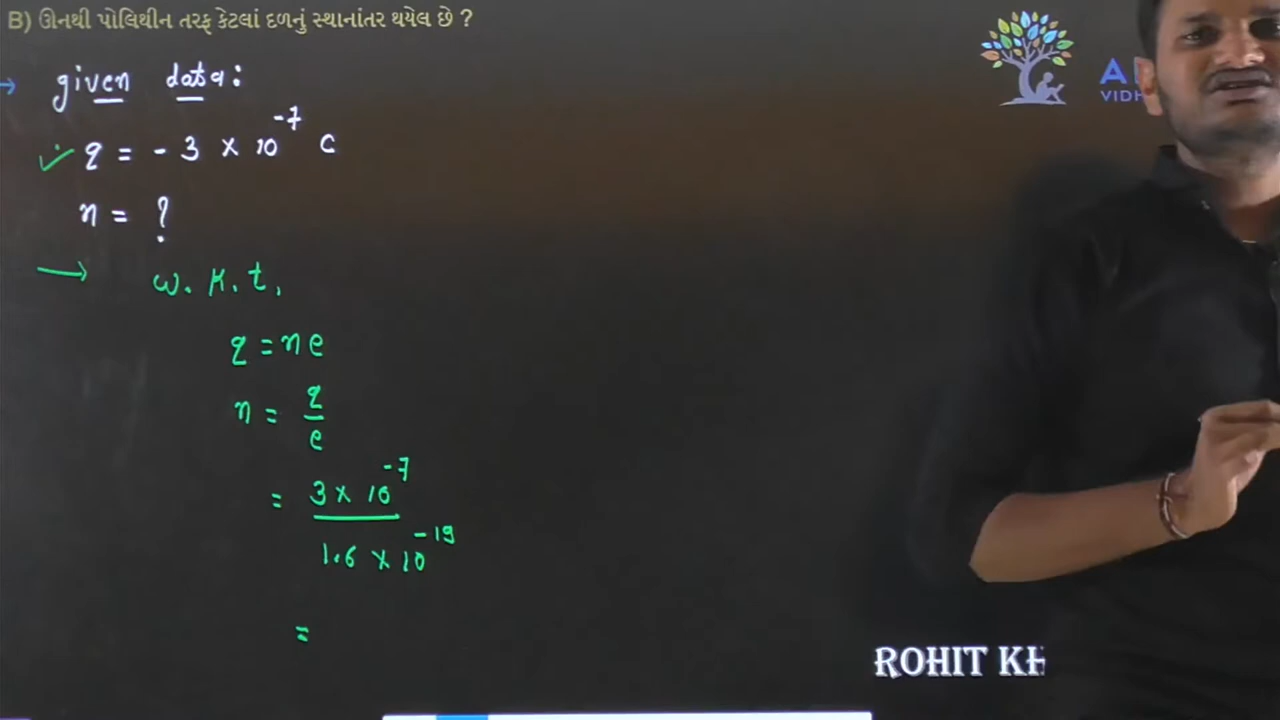 B) ઊનથી પોલિથીન તરફ કેટલાં દળનું સ્થાનાંતર થયેલ છે ?
→ given data:
✓ q = - 3 × 10⁻⁷ C
n = ?
→ W. K. t,
q = ne
n = q/e
= 3 × 10⁻⁷ / 1.6 × 10⁻¹⁹
=
A
VIDH
ROHIT KH